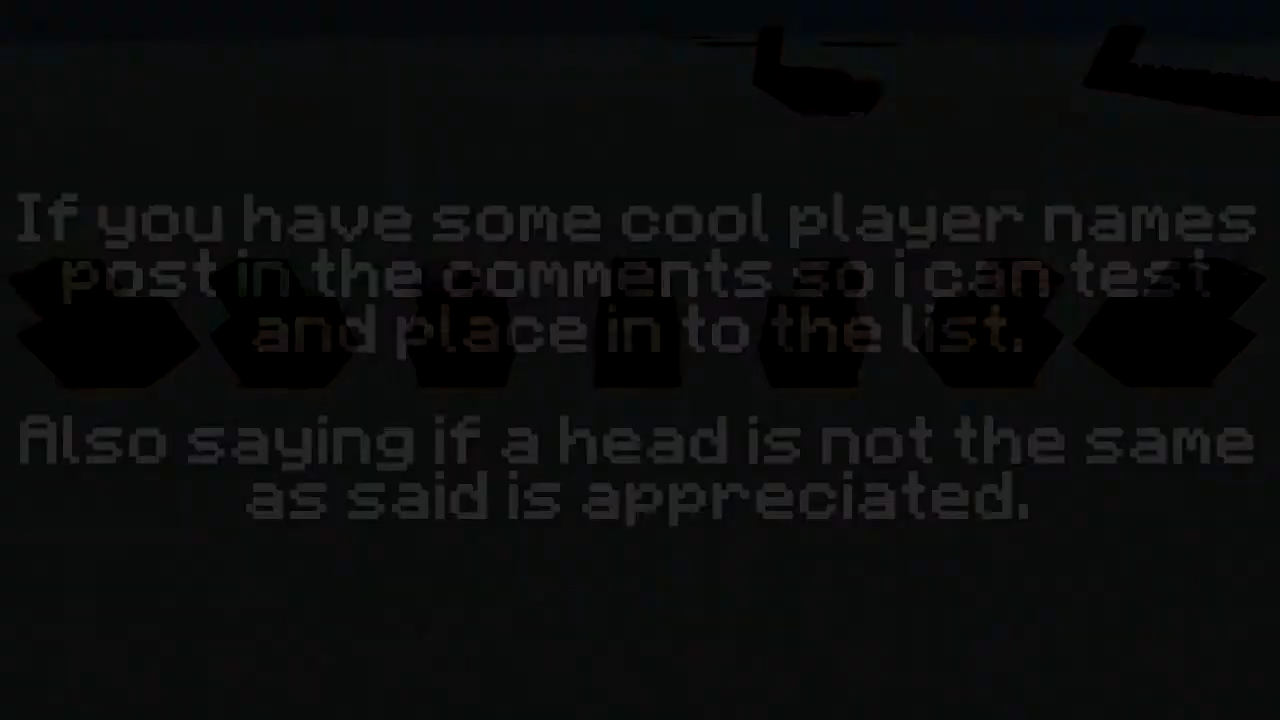 If you have some cool player names
post in the comments so i can test
and place in to the list.
Also saying if a head is not the same
as said is appreciated.